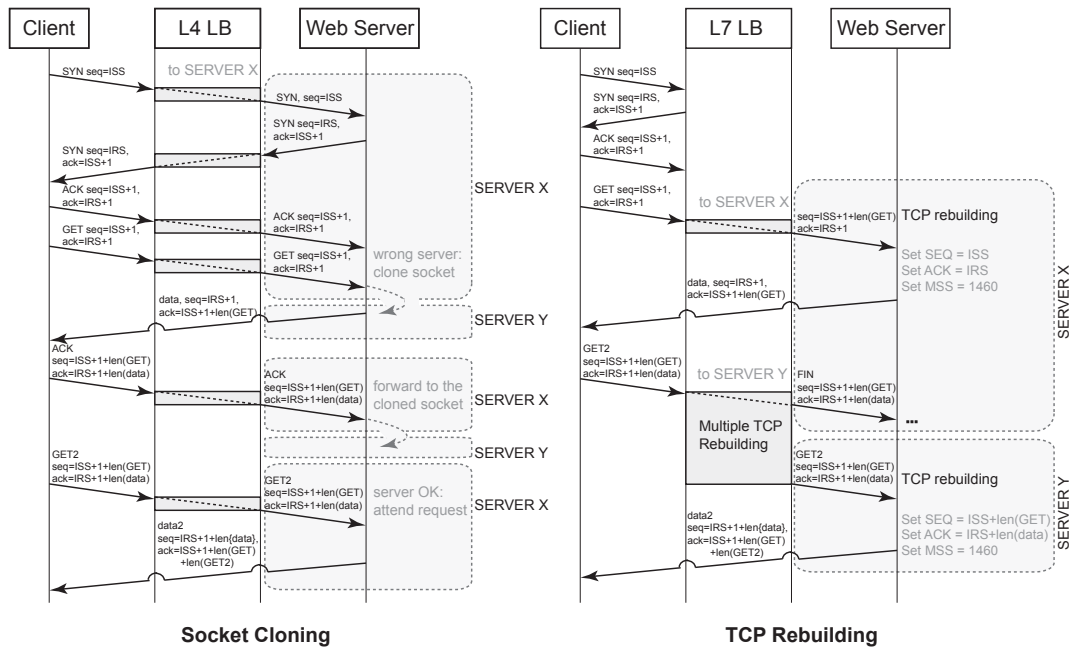 Client
L4 LB
Web Server
SYN seq=ISS
to SERVER X
SYN, seq=ISS
SYN seq=IRS,
ack=ISS+1
SYN seq=IRS,
ack=ISS+1
ACK seq=ISS+1,
ack=IRS+1
ACK seq=ISS+1,
ack=IRS+1
GET seq=ISS+1,
ack=IRS+1
GET seq=ISS+1,
ack=IRS+1
wrong server:
clone socket
SERVER X
data, seq=IRS+1,
ack=ISS+1+len(GET)
SERVER Y
ACK
seq=ISS+1+len(GET)
ack=IRS+1+len(data)
ACK
seq=ISS+1+len(GET)
ack=IRS+1+len(data)
forward to the
cloned socket
SERVER X
SERVER Y
GET2
seq=ISS+1+len(GET)
ack=IRS+1+len(data)
GET2
seq=ISS+1+len(GET)
ack=IRS+1+len(data)
server OK:
attend request
SERVER X
data2
seq=IRS+1+len{data},
ack=ISS+1+len(GET)
+len(GET2)
Socket Cloning
Client
L7 LB
Web Server
SYN seq=ISS
SYN seq=IRS,
ack=ISS+1
ACK seq=ISS+1,
ack=IRS+1
GET seq=ISS+1,
ack=IRS+1
to SERVER X
seq=ISS+1+len(GET)
ack=IRS+1
TCP rebuilding
Set SEQ = ISS
Set ACK = IRS
Set MSS = 1460
SERVER X
data, seq=IRS+1,
ack=ISS+1+len(GET)
GET2
seq=ISS+1+len(GET)
ack=IRS+1+len(data)
to SERVER Y
FIN
seq=ISS+1+len(GET)
ack=IRS+1+len(data)
...
Multiple TCP
Rebuilding
GET2
seq=ISS+1+len(GET)
ack=IRS+1+len(data)
TCP rebuilding
Set SEQ = ISS+len(GET)
Set ACK = IRS+len(data)
Set MSS = 1460
SERVER Y
data2
seq=IRS+1+len(data),
ack=ISS+1+len(GET)
+len(GET2)
TCP Rebuilding